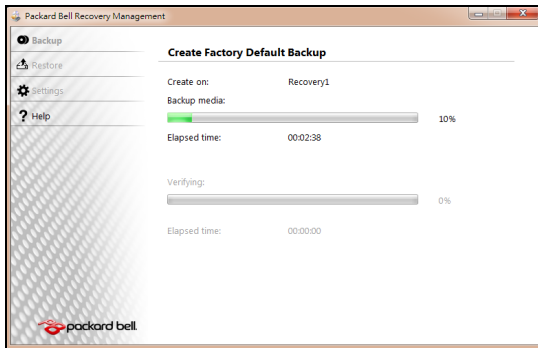 Packard Bell Recovery Management
Backup
Restore
Settings
Help
Create Factory Default Backup
Create on: Recovery1
Backup media:
10%
Elapsed time: 00:02:38
Verifying:
0%
Elapsed time: 00:00:00
packard bell.